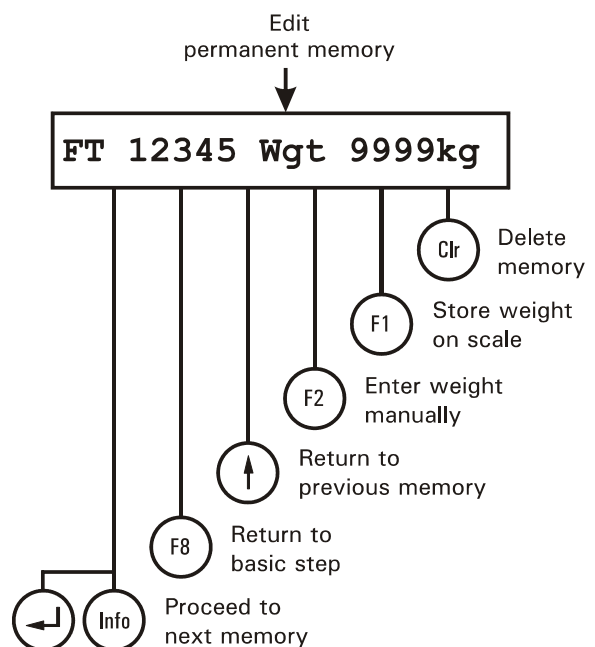 Edit
permanent memory
FT 12345 Wgt 9999kg
Clr
Delete
memory
F1
Store weight
on scale
F2
Enter weight
manually
Return to
previous memory
F8
Return to
basic step
Info
Proceed to
next memory